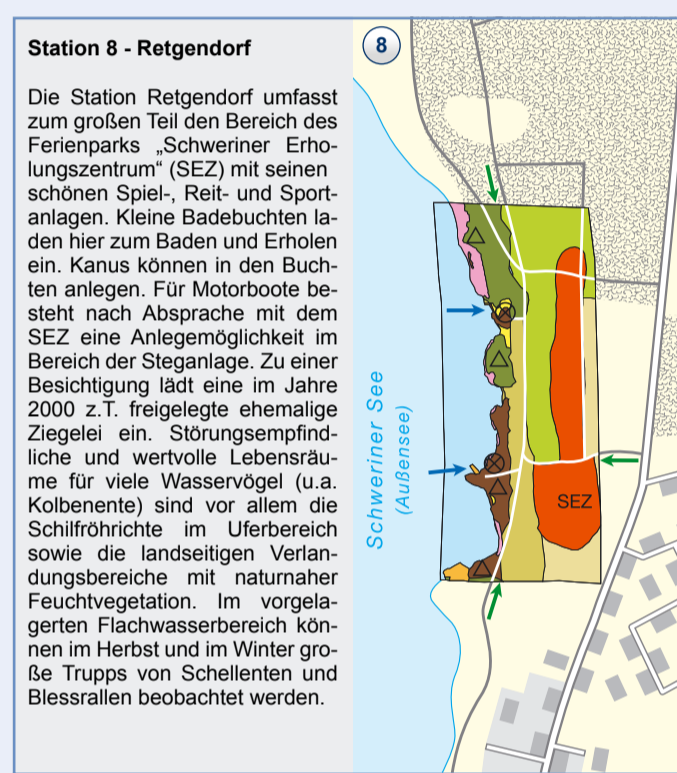 Station 8 - Retgendorf
Die Station Retgendorf umfasst
zum großen Teil den Bereich des
Ferienparks „Schweriner Erho-
lungszentrum“ (SEZ) mit seinen
schönen Spiel-, Reit- und Sport-
anlagen. Kleine Badebuchten la-
den hier zum Baden und Erholen
ein. Kanus können in den Buch-
ten anlegen. Für Motorboote be-
steht nach Absprache mit dem
SEZ eine Anlegemöglichkeit im
Bereich der Steganlage. Zu einer
Besichtigung lädt eine im Jahre
2000 z.T. freigelegte ehemalige
Ziegelei ein. Störungsempfind-
liche und wertvolle Lebensräu-
me für viele Wasservögel (u.a.
Kolbenente) sind vor allem die
Schilfröhrichte im Uferbereich
sowie die landseitigen Verlan-
dungsbereiche mit naturnaher
Feuchtvegetation. Im vorgela-
gerten Flachwasserbereich kön-
nen im Herbst und im Winter gro-
ße Trupps von Schellenten und
Blessrallen beobachtet werden.
8
Schweriner See
(Außensee)
SEZ